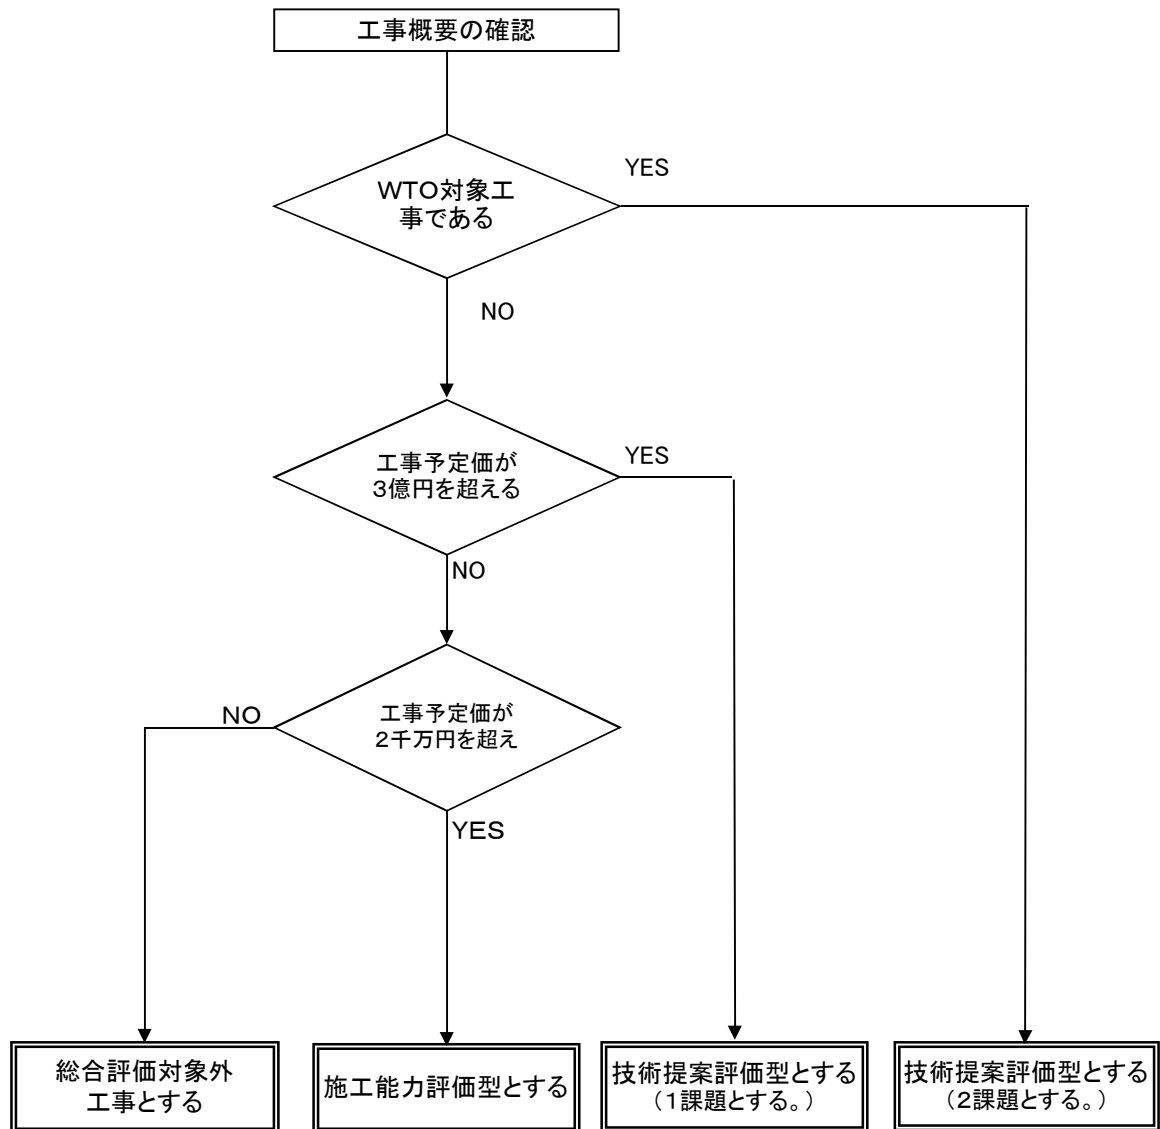 工事概要の確認
YES
WTO対象工
事である
NO
工事予定価が
3億円を超える
YES
NO
工事予定価が
2千万円を超え
NO
YES
総合評価対象外
工事とする
施工能力評価型とする
技術提案評価型とする
（1課題とする。）
技術提案評価型とする
（2課題とする。）